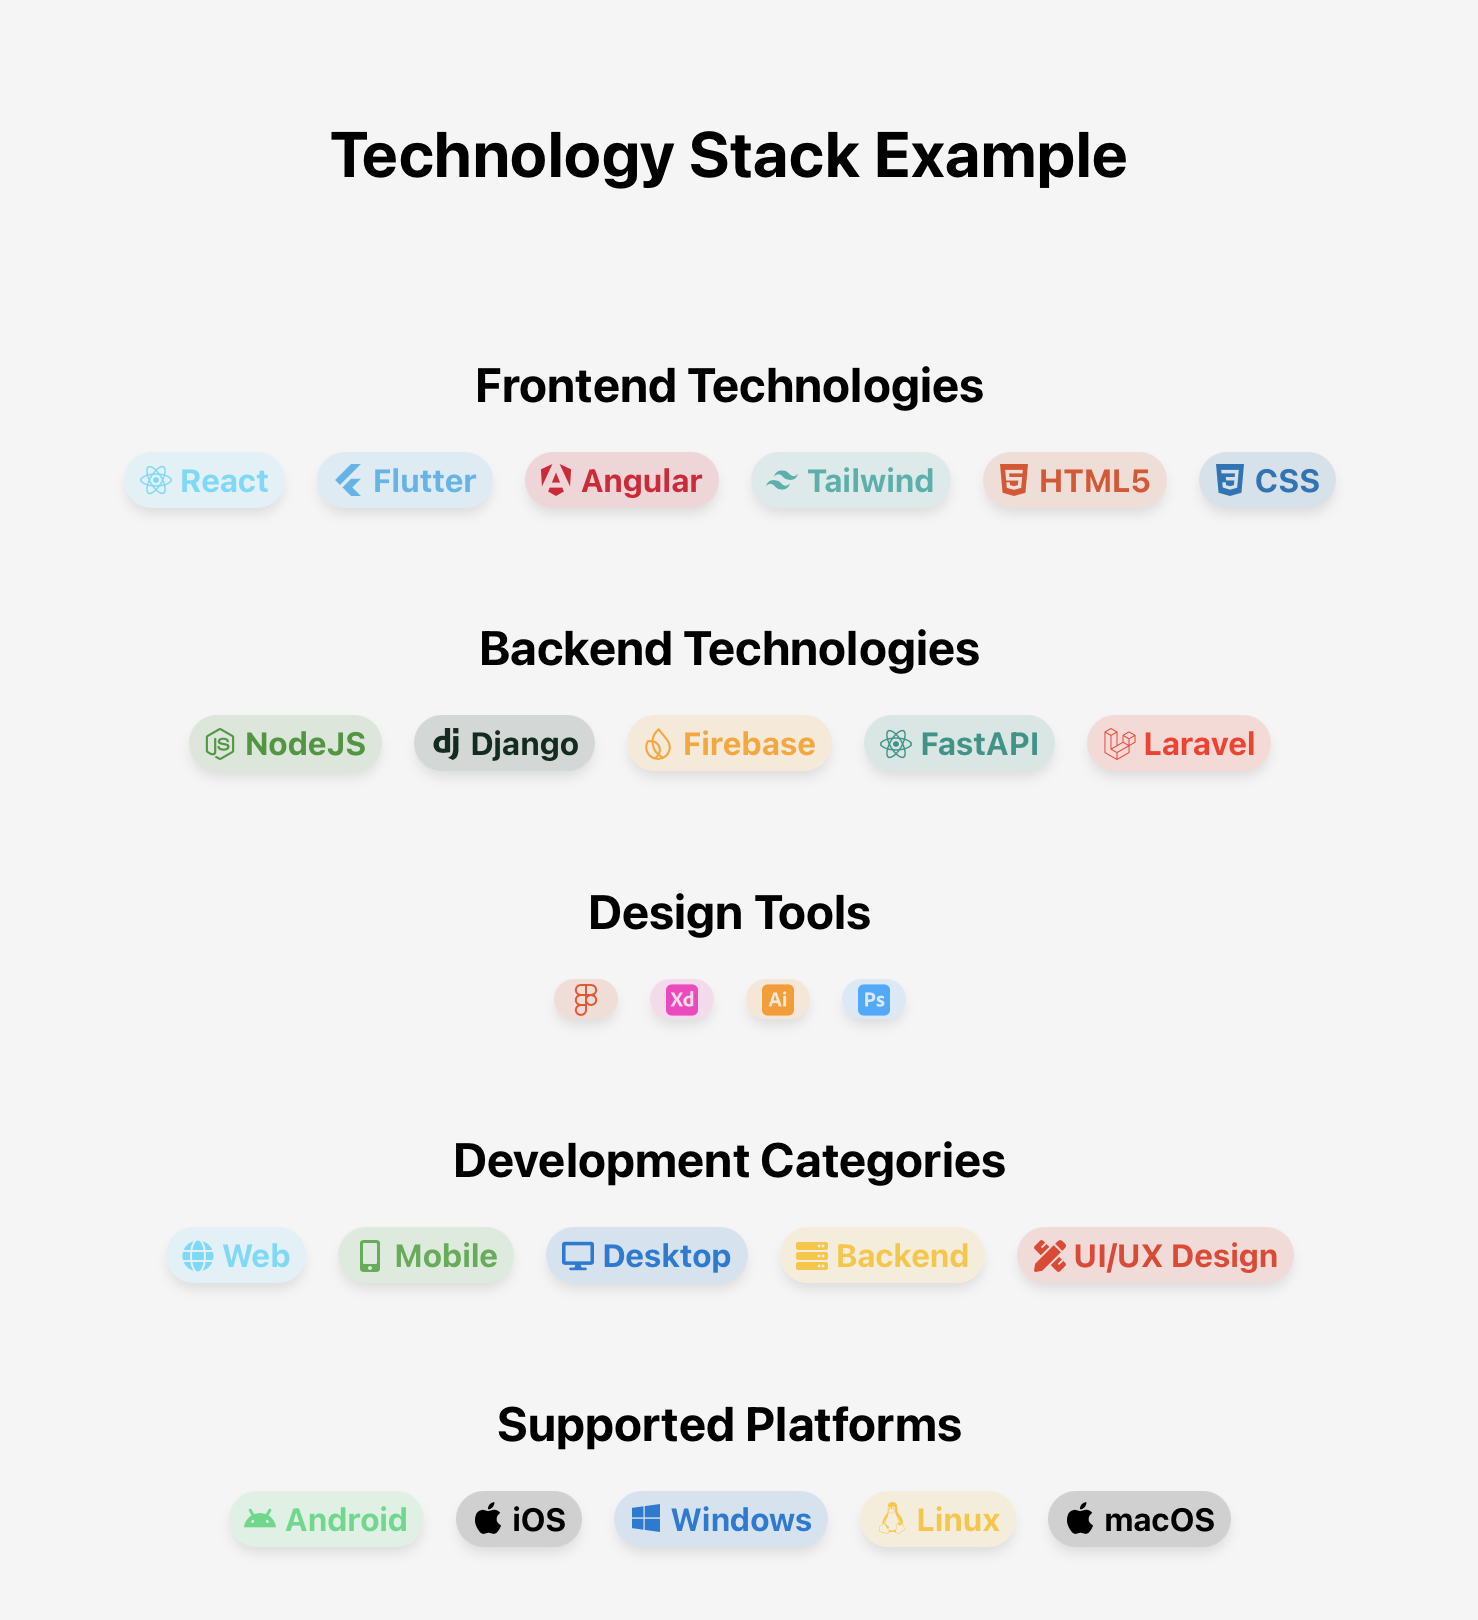 Technology Stack Example
Frontend Technologies
React Flutter Angular Tailwind HTML5 CSS
Backend Technologies
NodeJS dj Django Firebase FastAPI Laravel
Design Tools
Xd Ai Ps
Development Categories
Web Mobile Desktop Backend UI/UX Design
Supported Platforms
Android iOS Windows Linux macOS